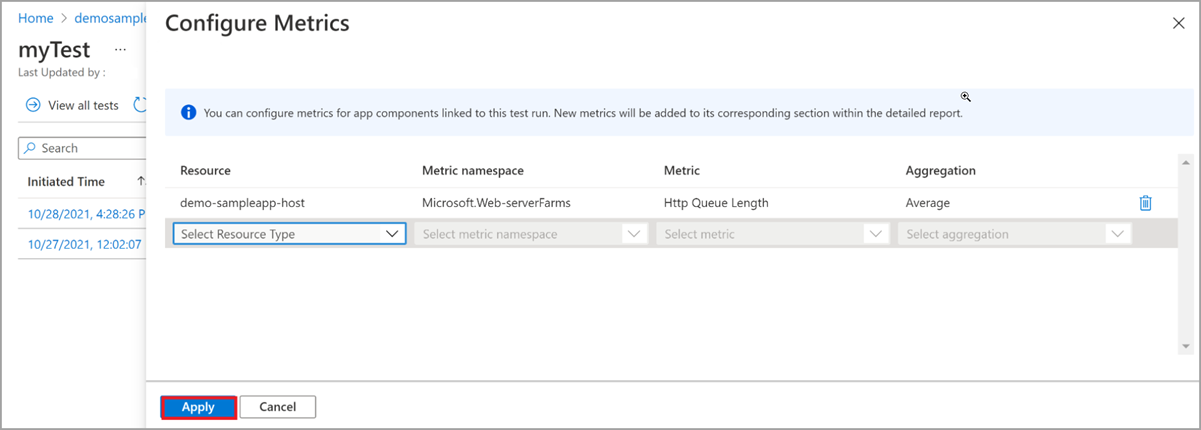 Home > demosample
myTest ...
Last Updated by :
View all tests
Search
Initiated Time ↑
10/28/2021, 4:28:26 P
10/27/2021, 12:02:07
Configure Metrics
You can configure metrics for app components linked to this test run. New metrics will be added to its corresponding section within the detailed report.
Resource Metric namespace Metric Aggregation
demo-sampleapp-host Microsoft.Web-serverFarms Http Queue Length Average
Select Resource Type Select metric namespace Select metric Select aggregation
Apply Cancel